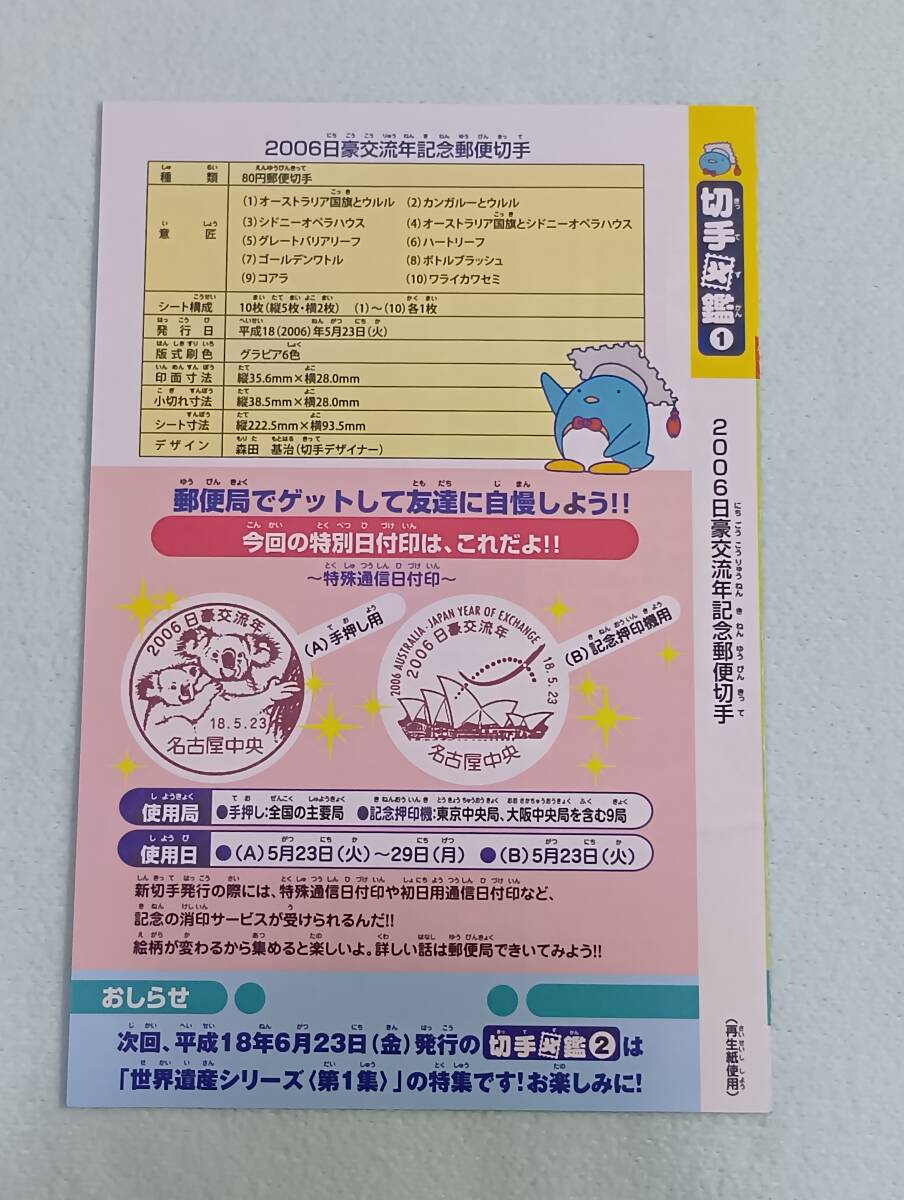 2006日豪交流年記念郵便切手
種類 80円郵便切手
意匠
(1)オーストラリア国旗とウルル (2)カンガルーとウルル
(3)シドニーオペラハウス (4)オーストラリア国旗とシドニーオペラハウス
(5)グレートバリアリーフ (6)ハートリーフ
(7)ゴールデンワトル (8)ボトルブラッシュ
(9)コアラ (10)ワライカワセミ
シート構成 10枚(縦5枚・横2枚) (1)〜(10)各1枚
発行日 平成18(2006)年5月23日(火)
版式刷色 グラビア6色
印面寸法 縦35.6mm×横28.0mm
小切れ寸法 縦38.5mm×横28.0mm
シート寸法 縦222.5mm×横93.5mm
デザイン 森田 基治(切手デザイナー)
郵便局でゲットして友達に自慢しよう!!
今回の特別日付印は、これだよ!!
〜特殊通信日付印〜
(A)手押し用
2006日豪交流年
18.5.23
名古屋中央
(B)記念押印機用
2006 AUSTRALIA-JAPAN YEAR OF EXCHANGE
2006日豪交流年
18.5.23
名古屋中央
使用局 ●手押し:全国の主要局 ●記念押印機:東京中央局、大阪中央局を含む9局
使用日 ●(A)5月23日(火)〜29日(月) ●(B)5月23日(火)
新切手発行の際には、特殊通信日付印や初日用通信日付印など、
記念の消印サービスが受けられるんだ!!
絵柄が変わるから集めると楽しいよ。詳しい話は郵便局できいてみよう!!
おしらせ
次回、平成18年6月23日(金)発行の切手図鑑2は
「世界遺産シリーズ〈第1集〉」の特集です!お楽しみに!
切手図鑑1
2006日豪交流年記念郵便切手
(再生紙使用)